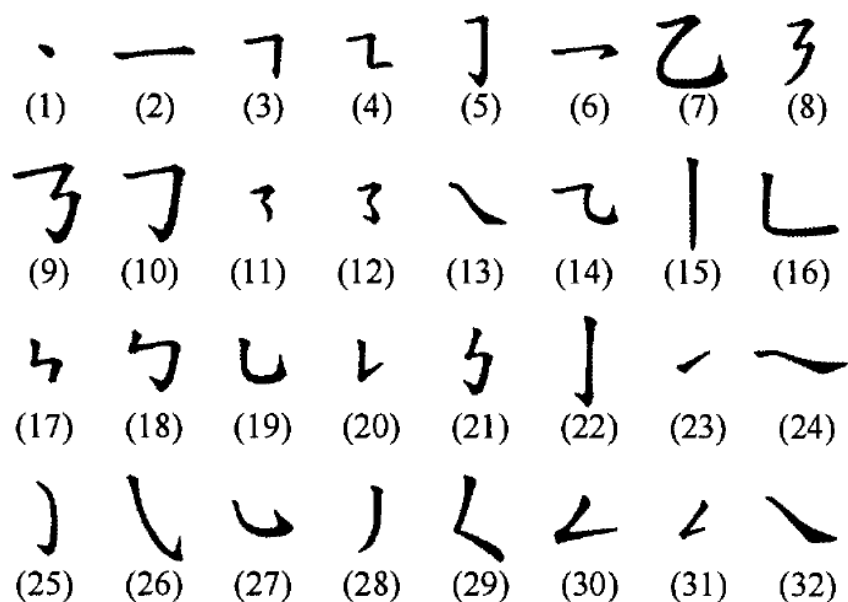 (1) (2) (3) (4) (5) (6) (7) (8)
(9) (10) (11) (12) (13) (14) (15) (16)
(17) (18) (19) (20) (21) (22) (23) (24)
(25) (26) (27) (28) (29) (30) (31) (32)